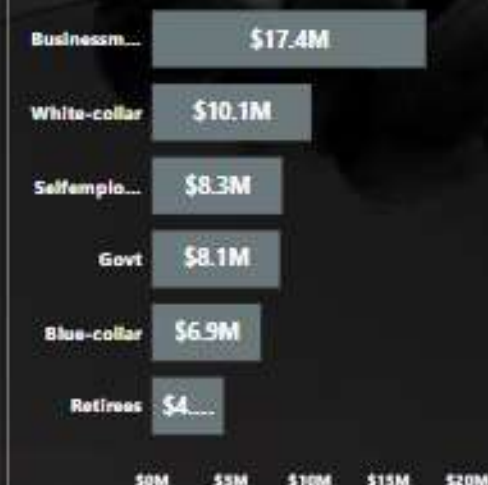 Businessm... $17.4M
White-collar $10.1M
Selfemplo... $8.3M
Govt $8.1M
Blue-collar $6.9M
Retirees $4....
$0M $5M $10M $15M $20M